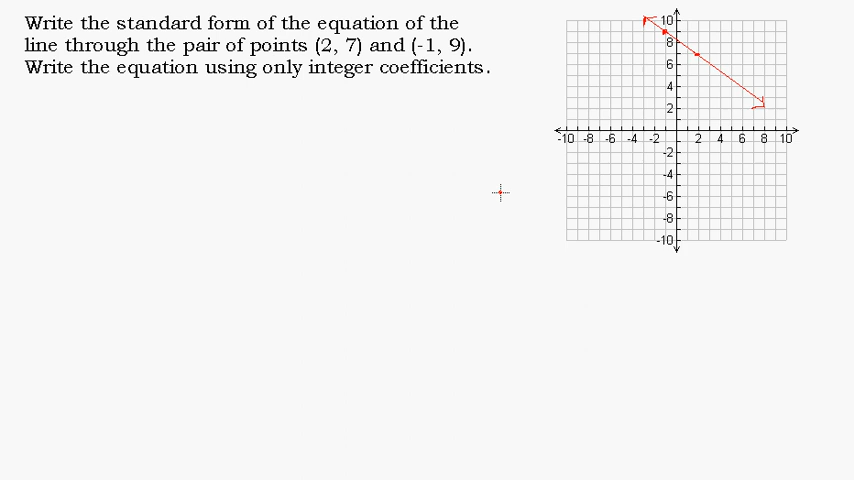 Write the standard form of the equation of the
line through the pair of points (2, 7) and (-1, 9).
Write the equation using only integer coefficients.
10
8
6
4
2
-10 -8 -6 -4 -2 2 4 6 8 10
-2
-4
-6
-8
-10